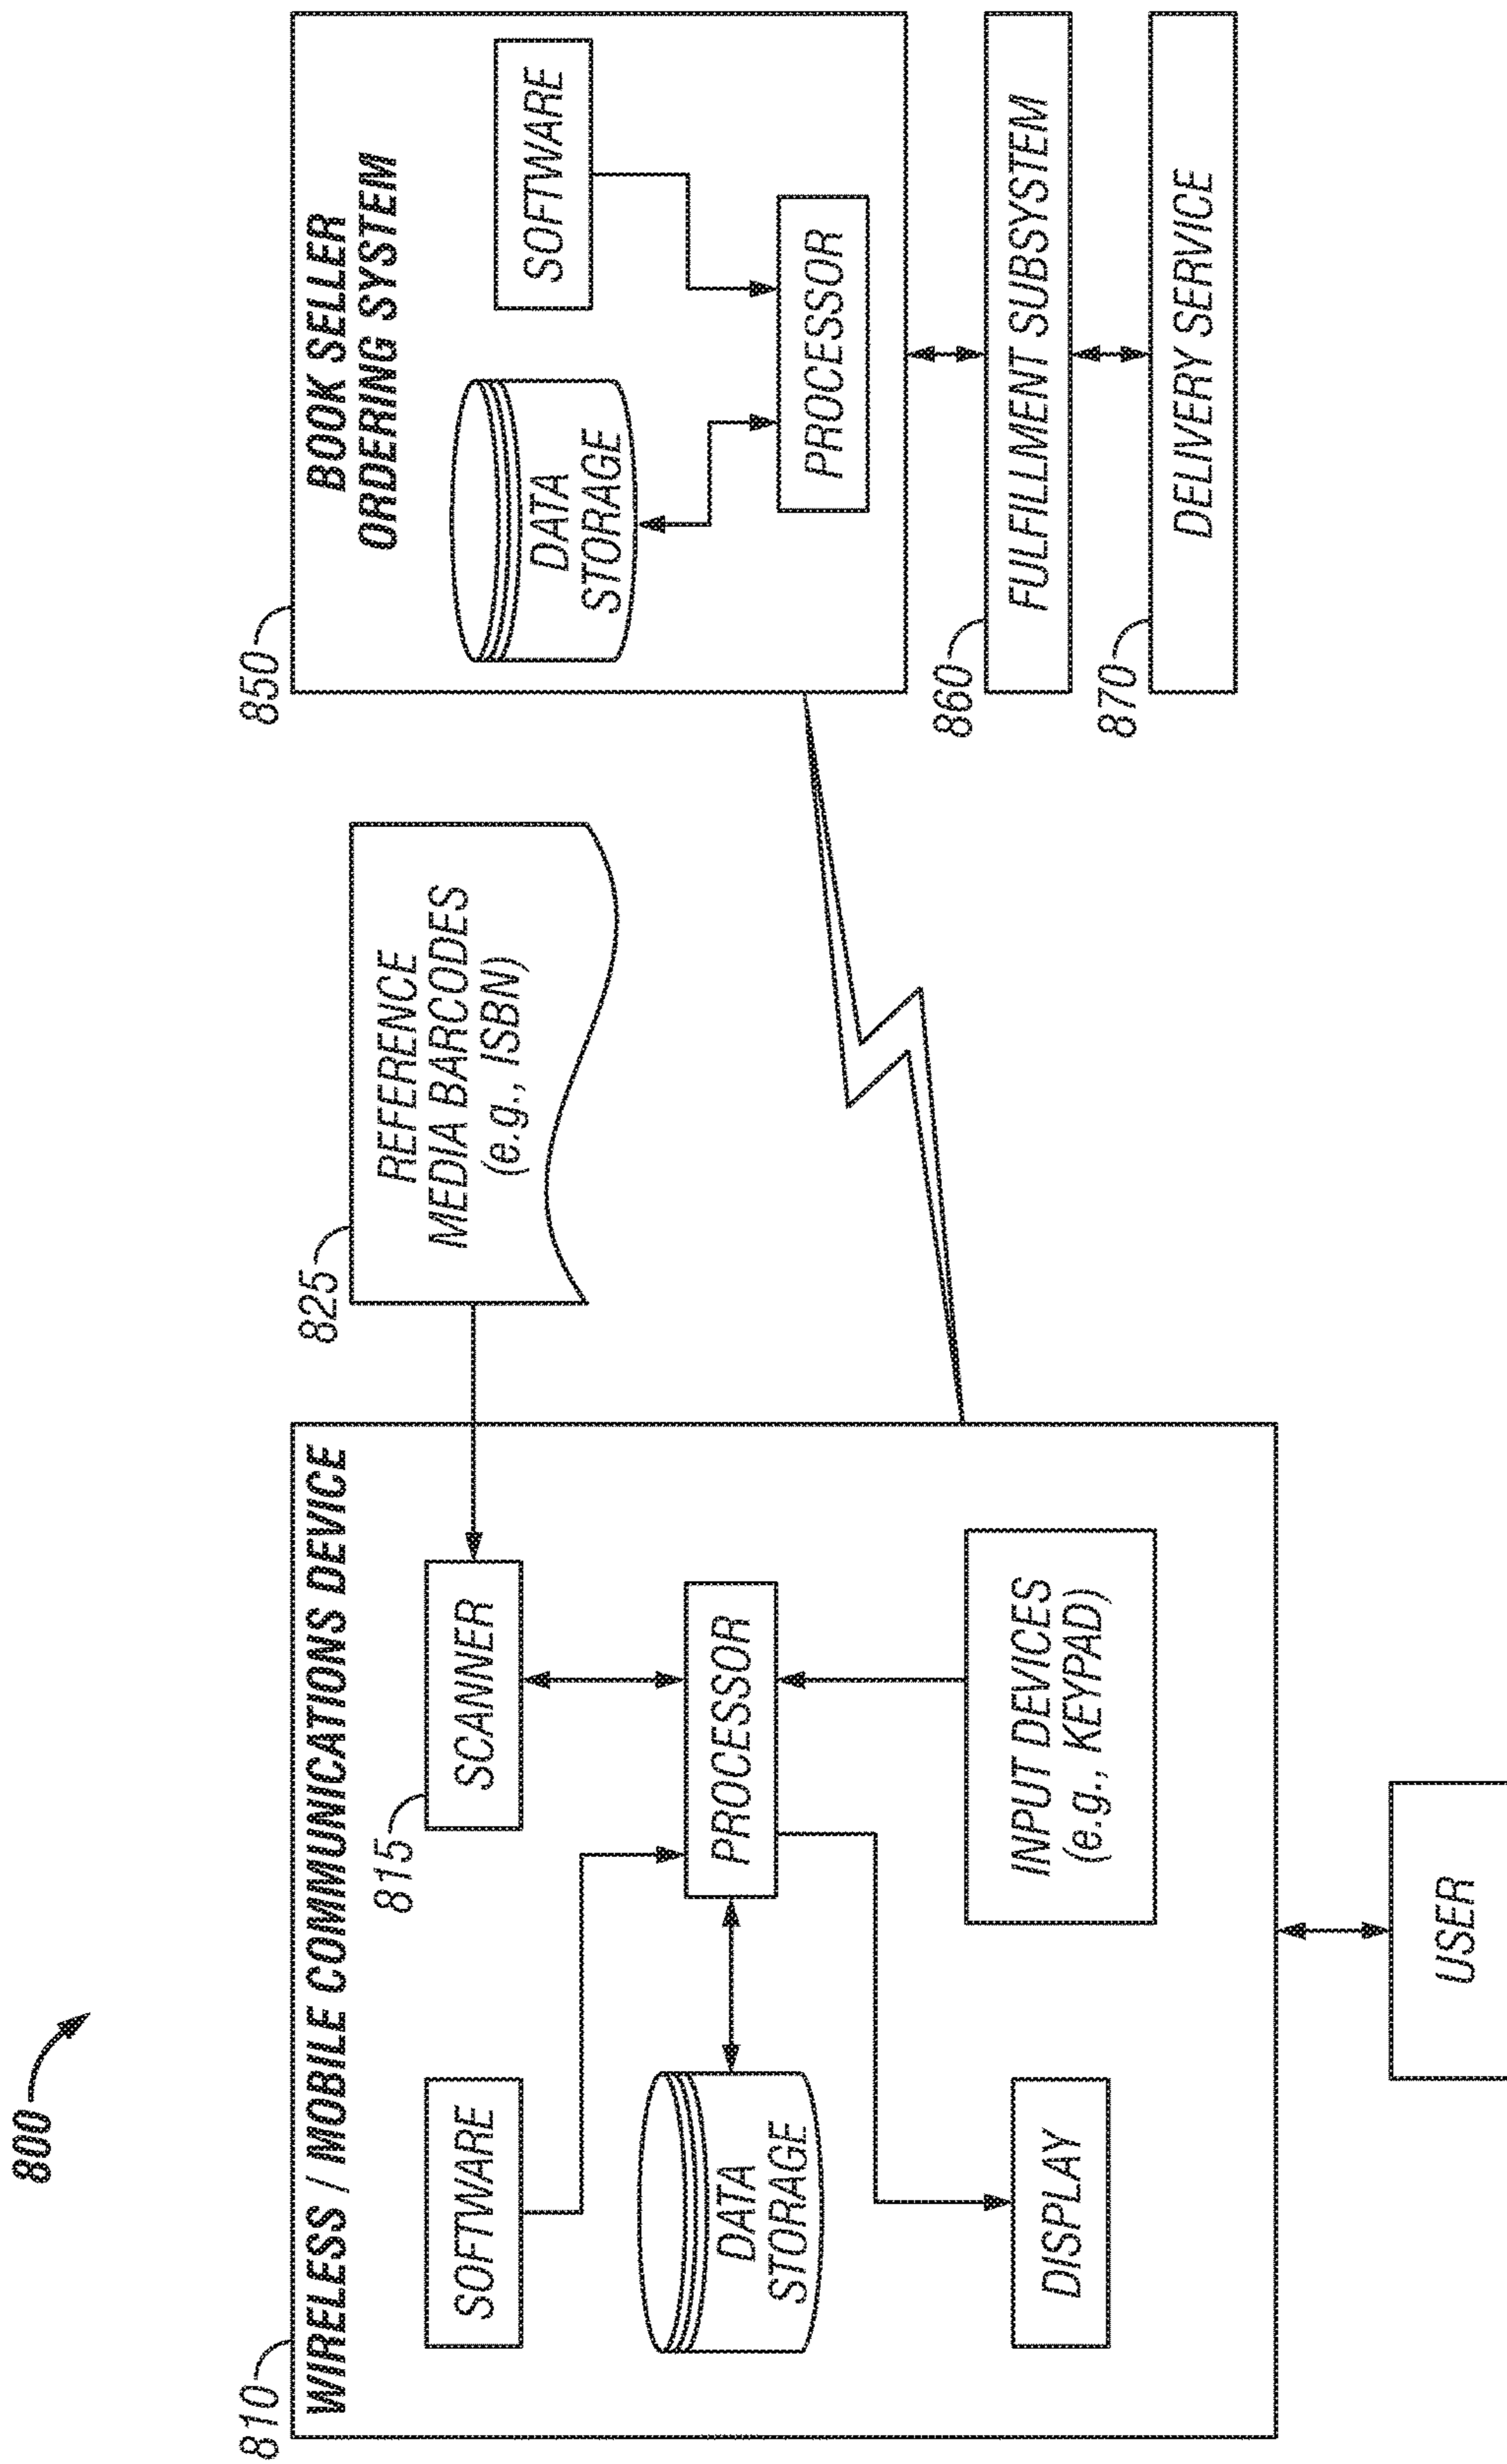 800
810
WIRELESS / MOBILE COMMUNICATIONS DEVICE
SOFTWARE
815
SCANNER
DATA
STORAGE
PROCESSOR
DISPLAY
INPUT DEVICES
(e.g., KEYPAD)
USER
825
REFERENCE
MEDIA BARCODES
(e.g., ISBN)
850
BOOK SELLER
ORDERING SYSTEM
DATA
STORAGE
SOFTWARE
PROCESSOR
860
FULFILLMENT SUBSYSTEM
870
DELIVERY SERVICE